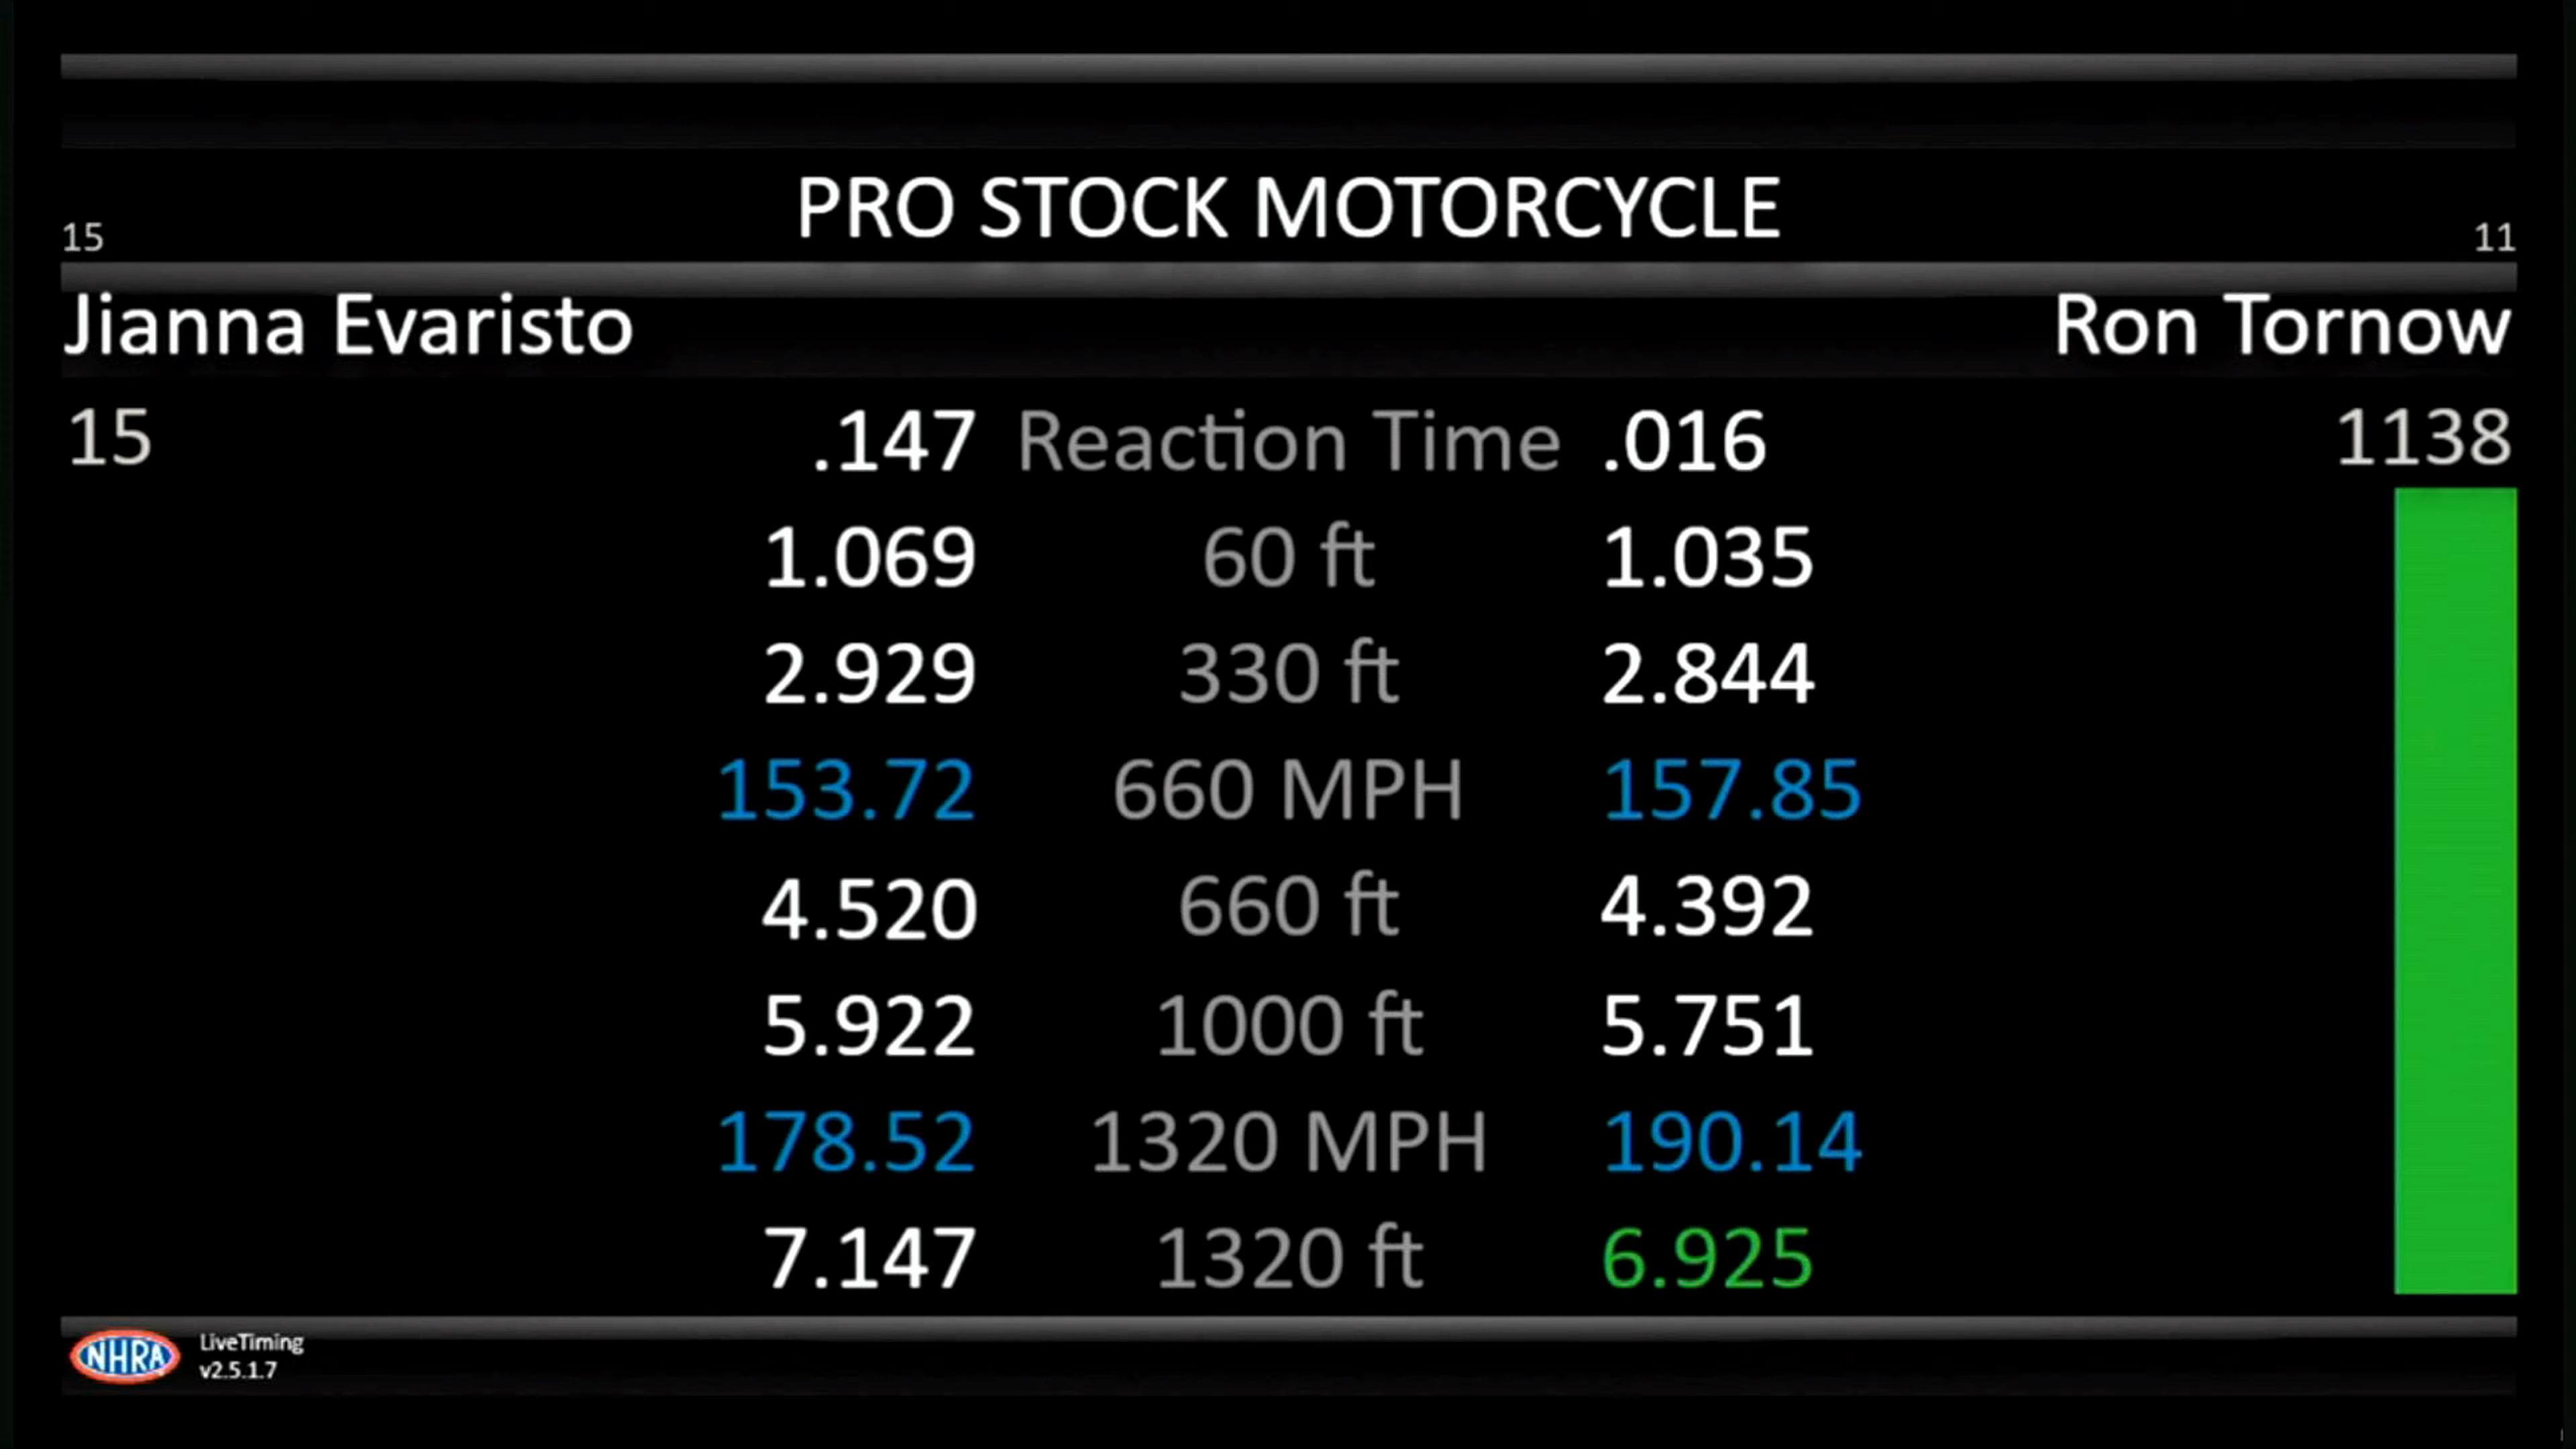 PRO STOCK MOTORCYCLE
15 11
Jianna Evaristo Ron Tornow
15 .147 Reaction Time .016 1138
1.069 60 ft 1.035
2.929 330 ft 2.844
153.72 660 MPH 157.85
4.520 660 ft 4.392
5.922 1000 ft 5.751
178.52 1320 MPH 190.14
7.147 1320 ft 6.925
NHRA LiveTiming
v2.5.1.7